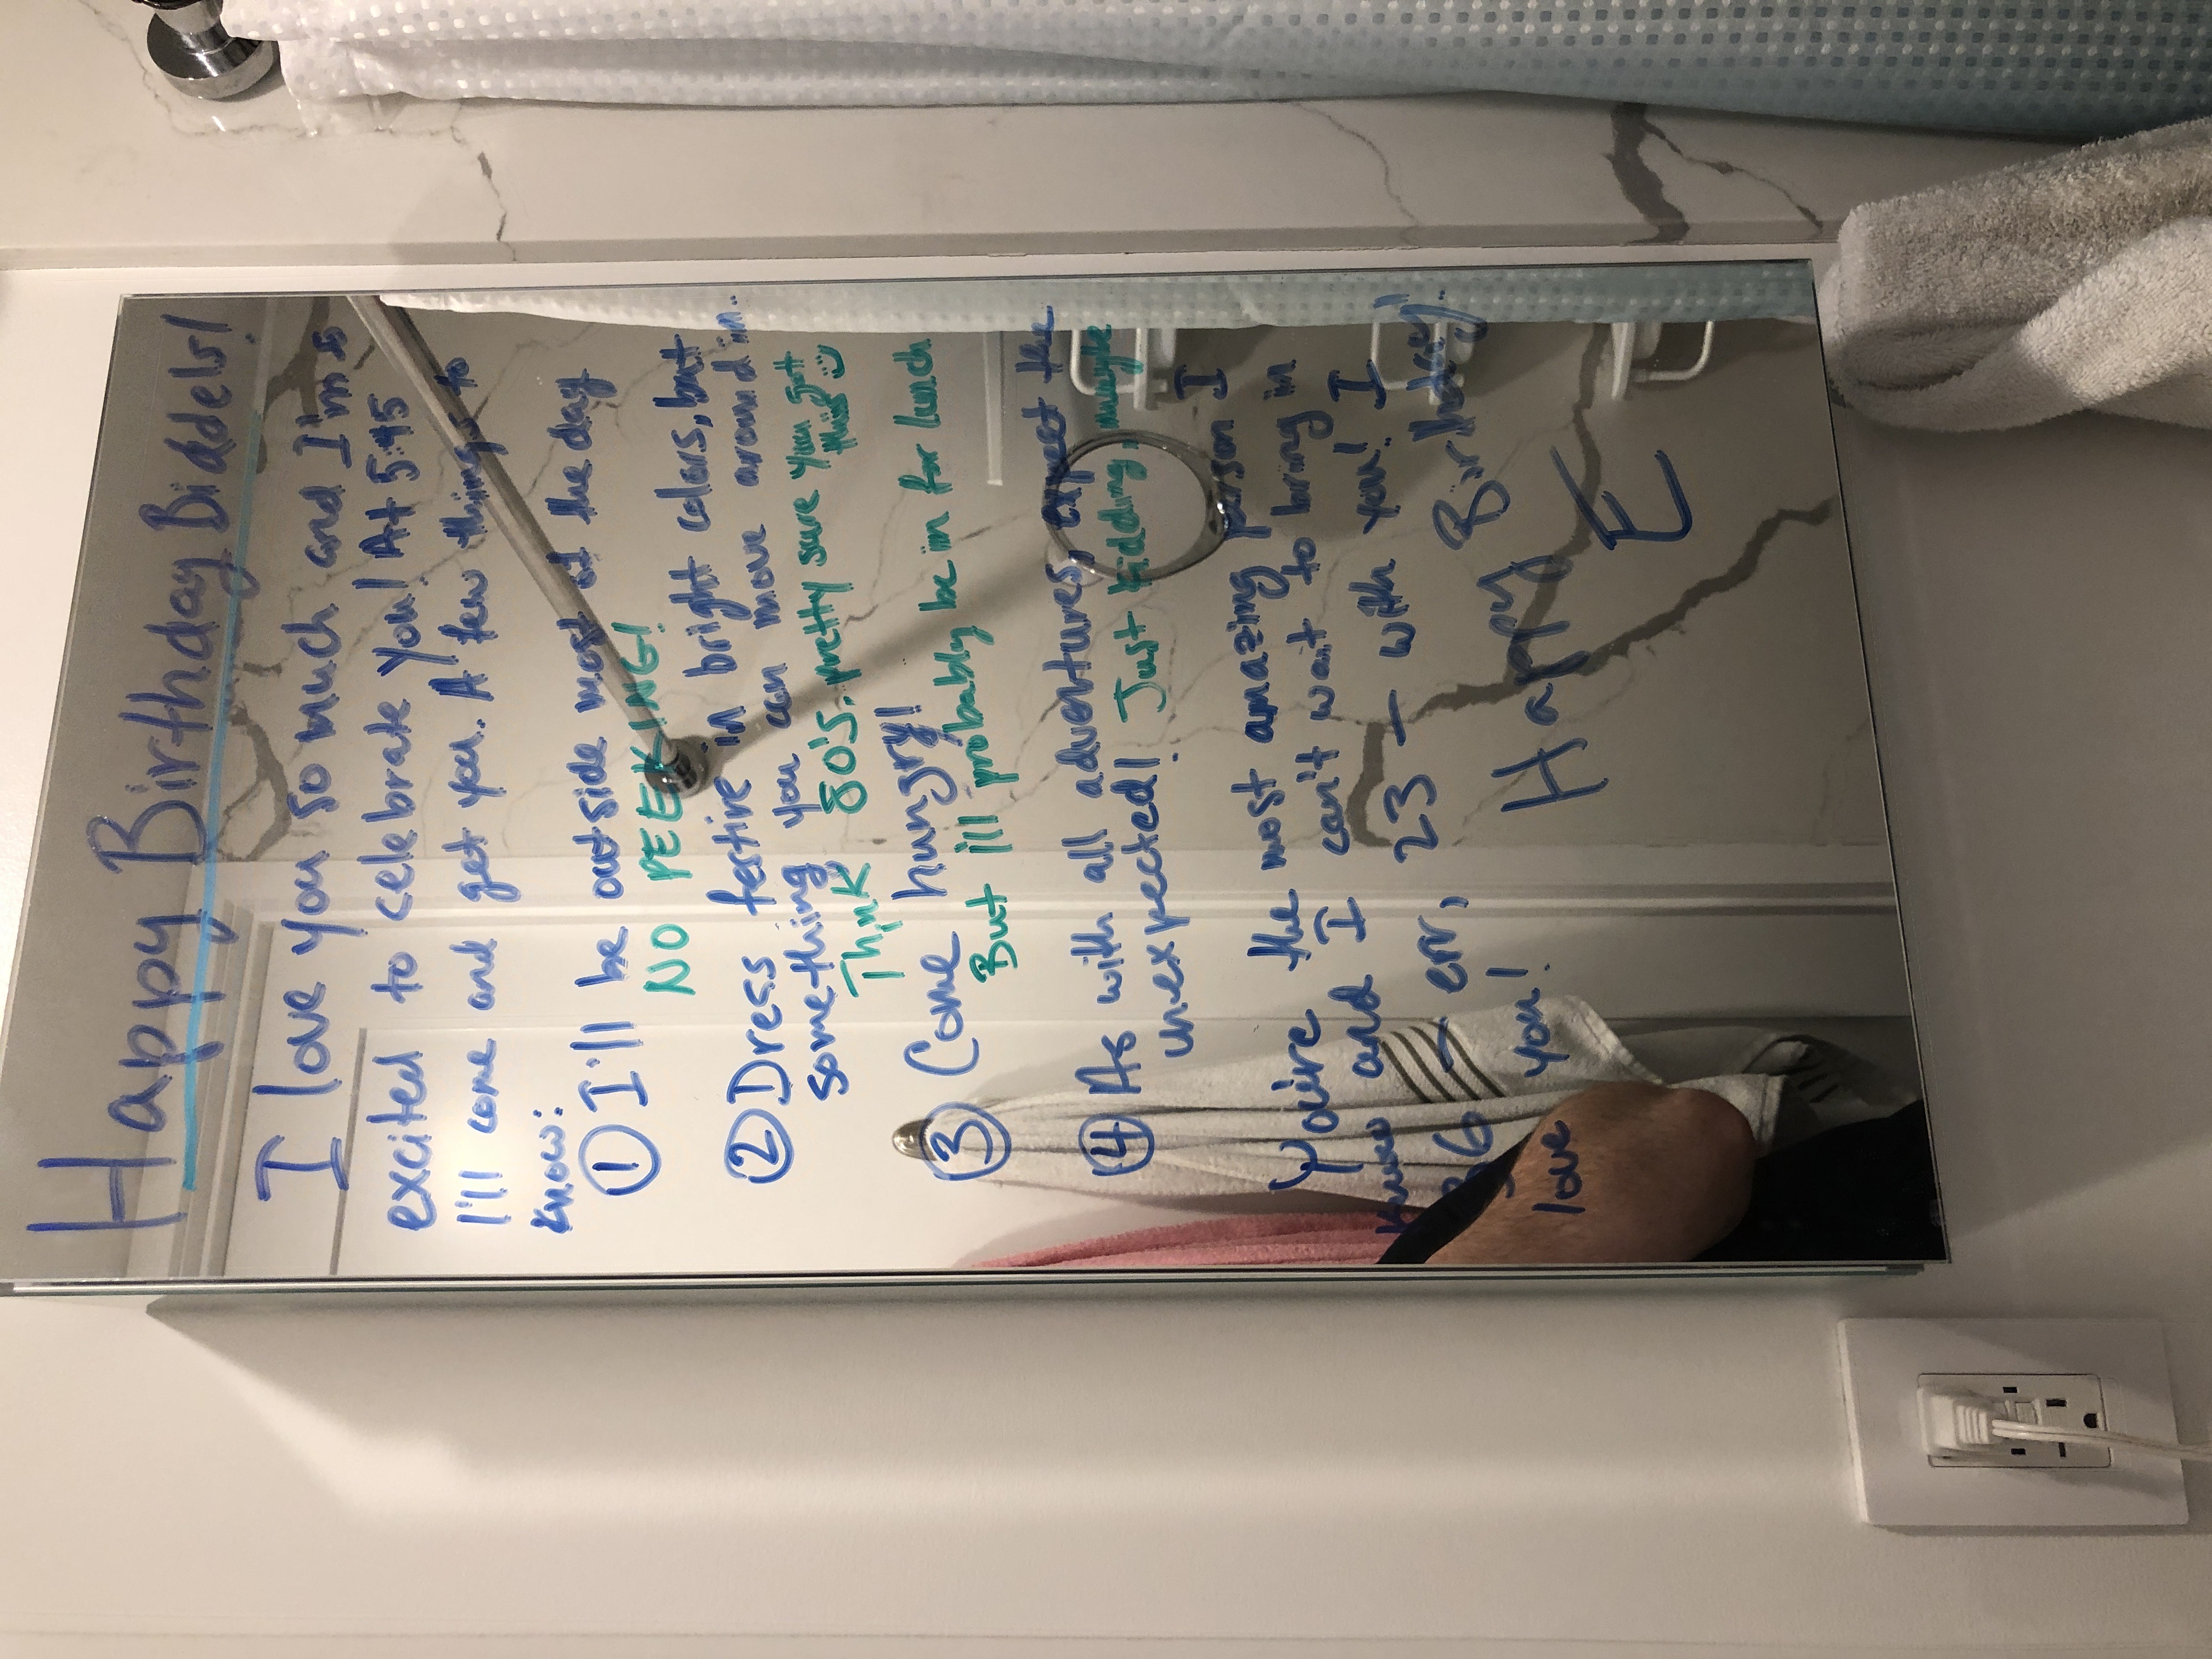 Happy Birthday Biddels!
I love you so much and I'm so
excited to celebrate you! At 5:45
I'll come and get you. A few things to
know:
① I'll be outside most of the day
NO PEEKING!
② Dress festive in bright colors, but
something you can move around in.
Think 80's. pretty sure you got
this :)
③ Come hungry!
But i'll probably be in for lunch
④ As with all adventures, expect the
unexpected! Just kidding, maybe
You're the most amazing person I
know and I can't wait to bring in
36 - err, 23 - with you! I
love you!
Happy Birthday!
E